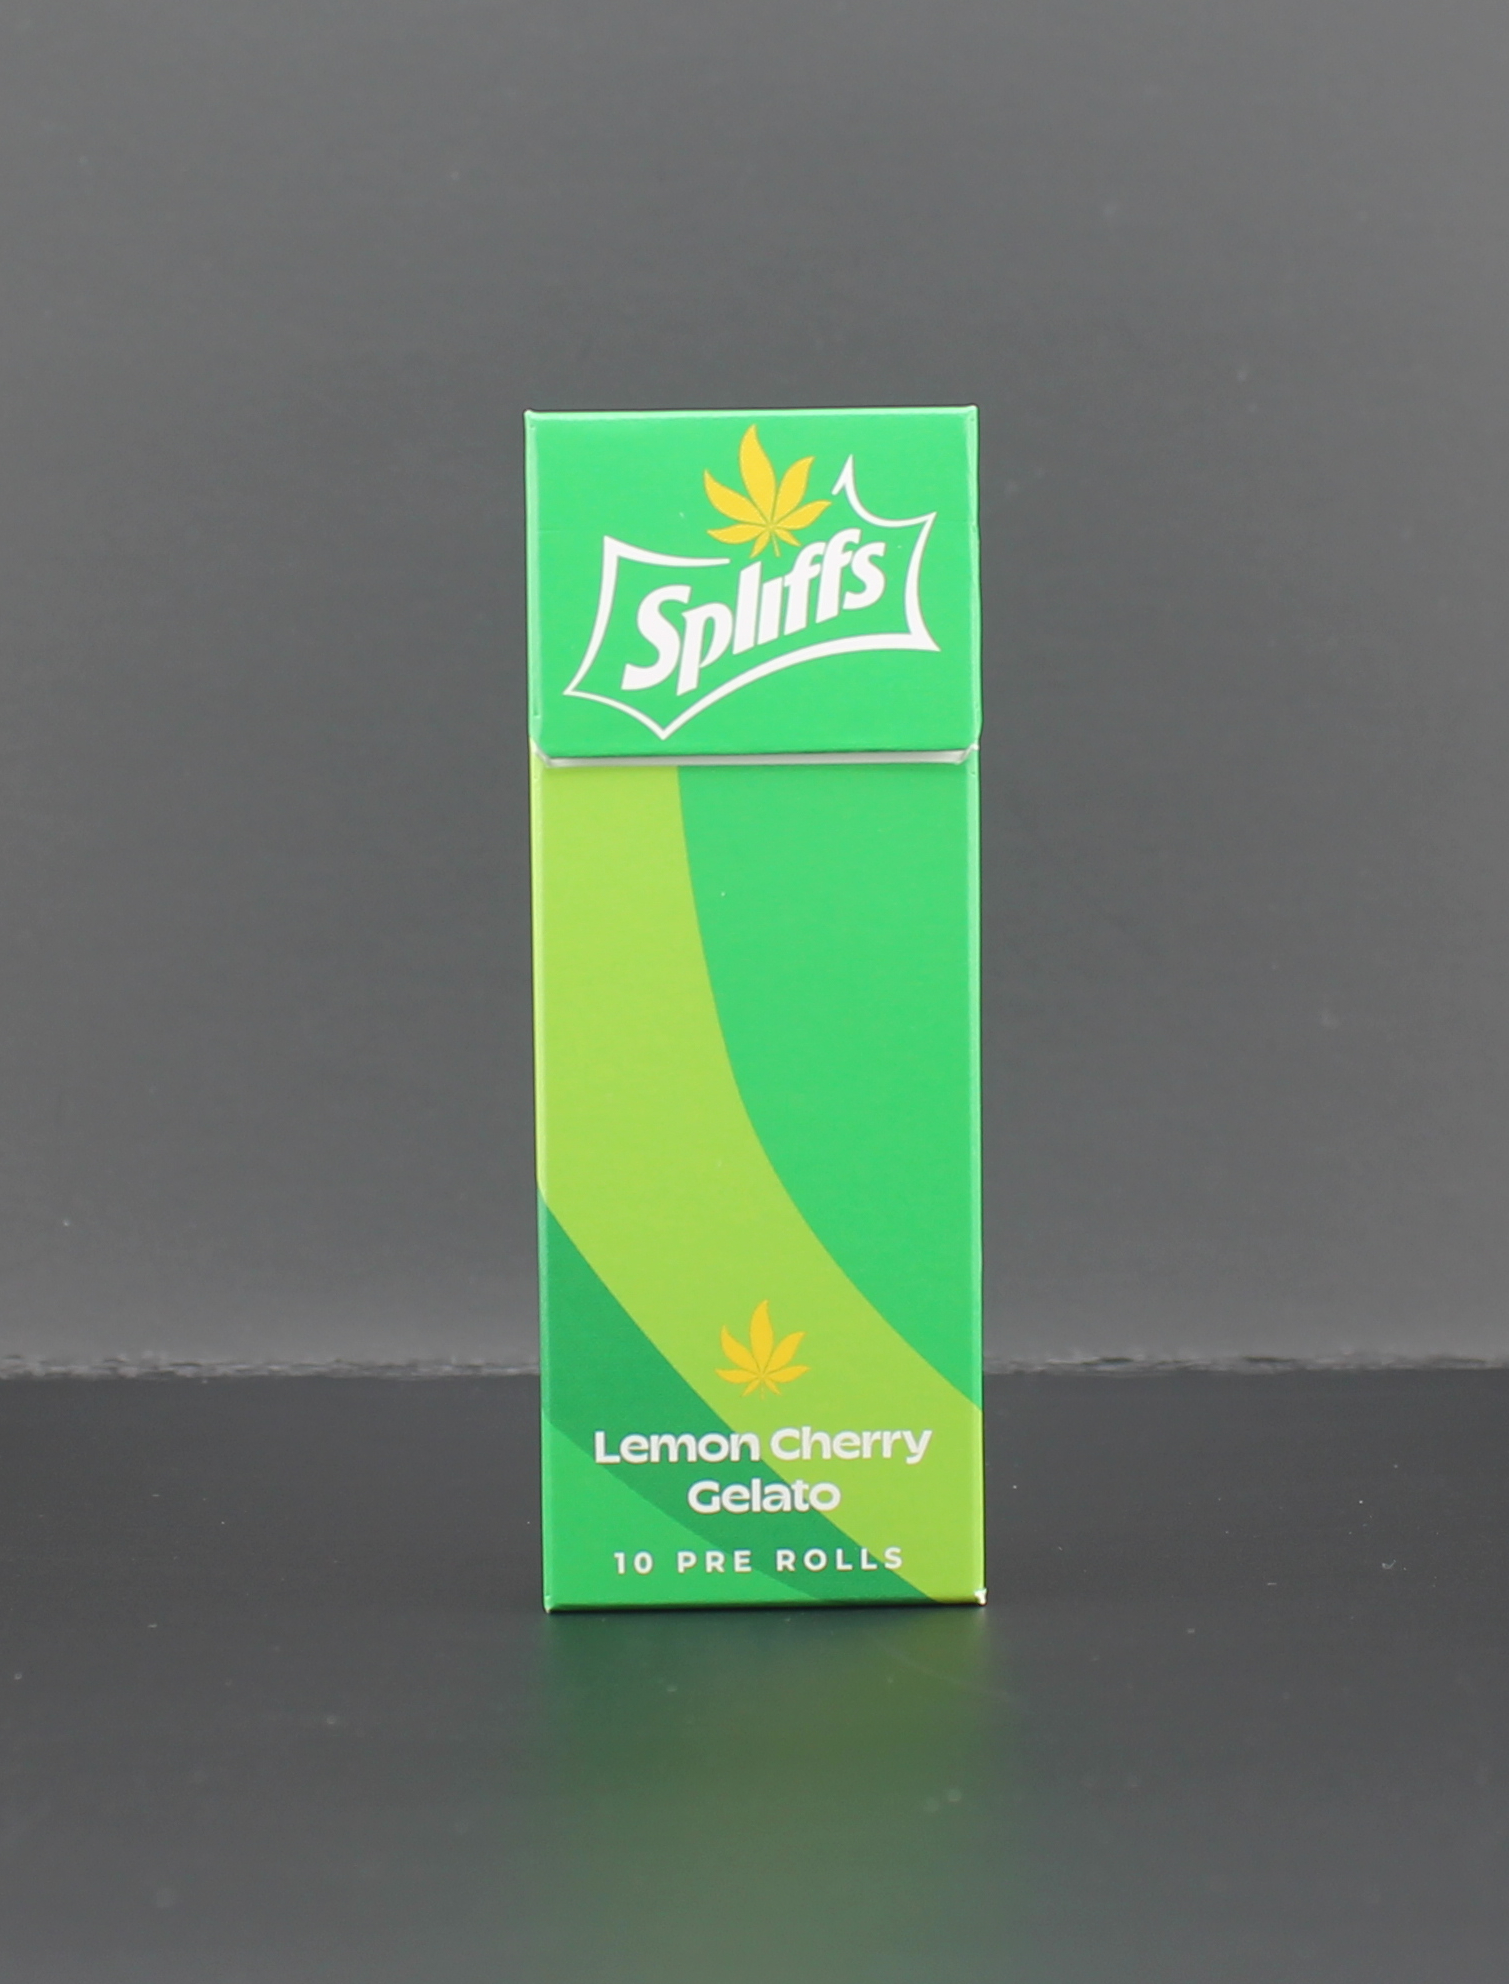 Spliffs
Lemon Cherry
Gelato
10 PRE ROLLS